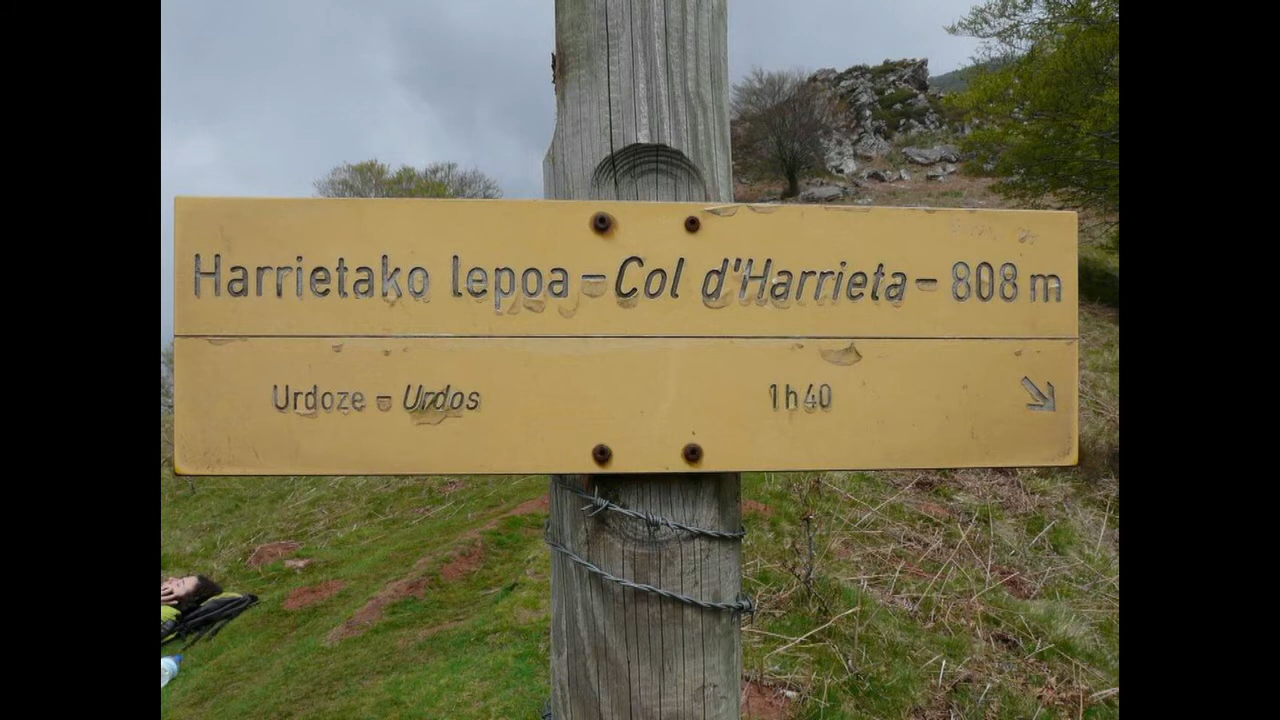 Harrietako lepoa – Col d'Harrieta – 808 m
Urdoze – Urdos 1h40